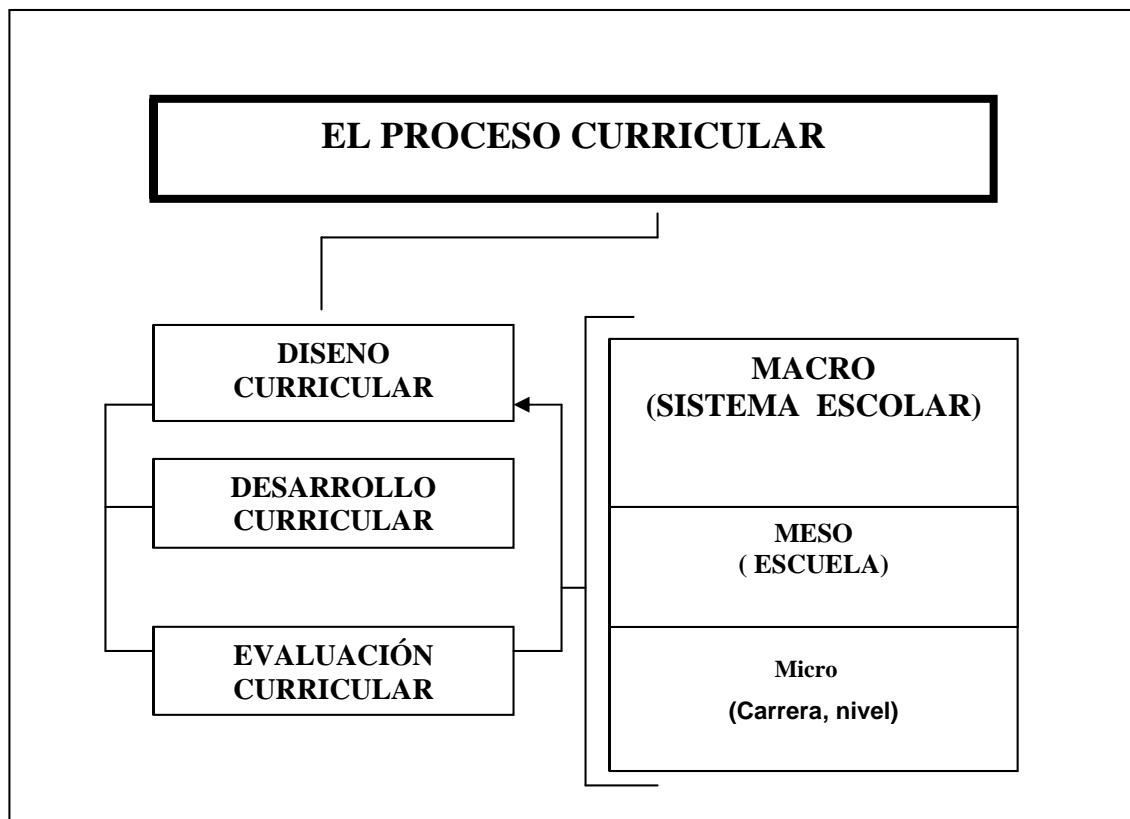 EL PROCESO CURRICULAR
DISENO
CURRICULAR
DESARROLLO
CURRICULAR
EVALUACIÓN
CURRICULAR
MACRO
(SISTEMA ESCOLAR)
MESO
( ESCUELA)
Micro
(Carrera, nivel)